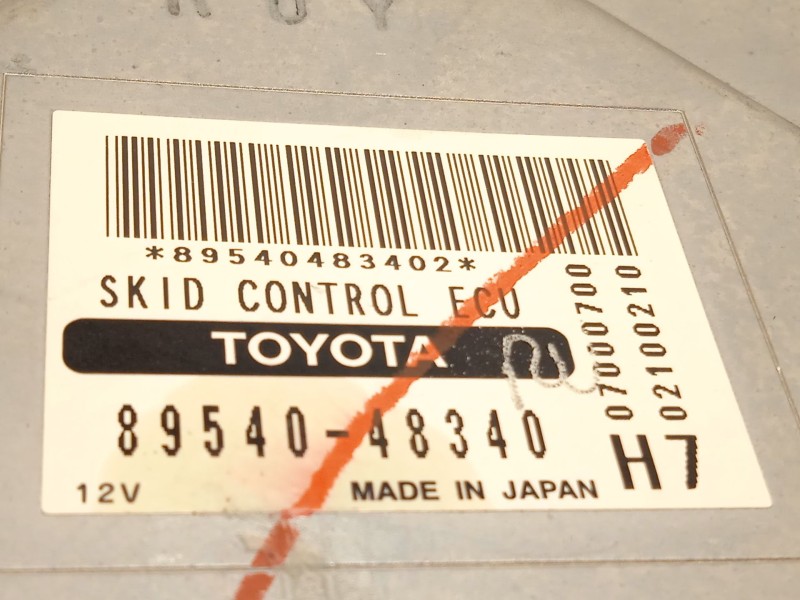 *89540483402*
SKID CONTROL ECU
TOYOTA
89540-48340
12V
MADE IN JAPAN
07000700
02100210
H7